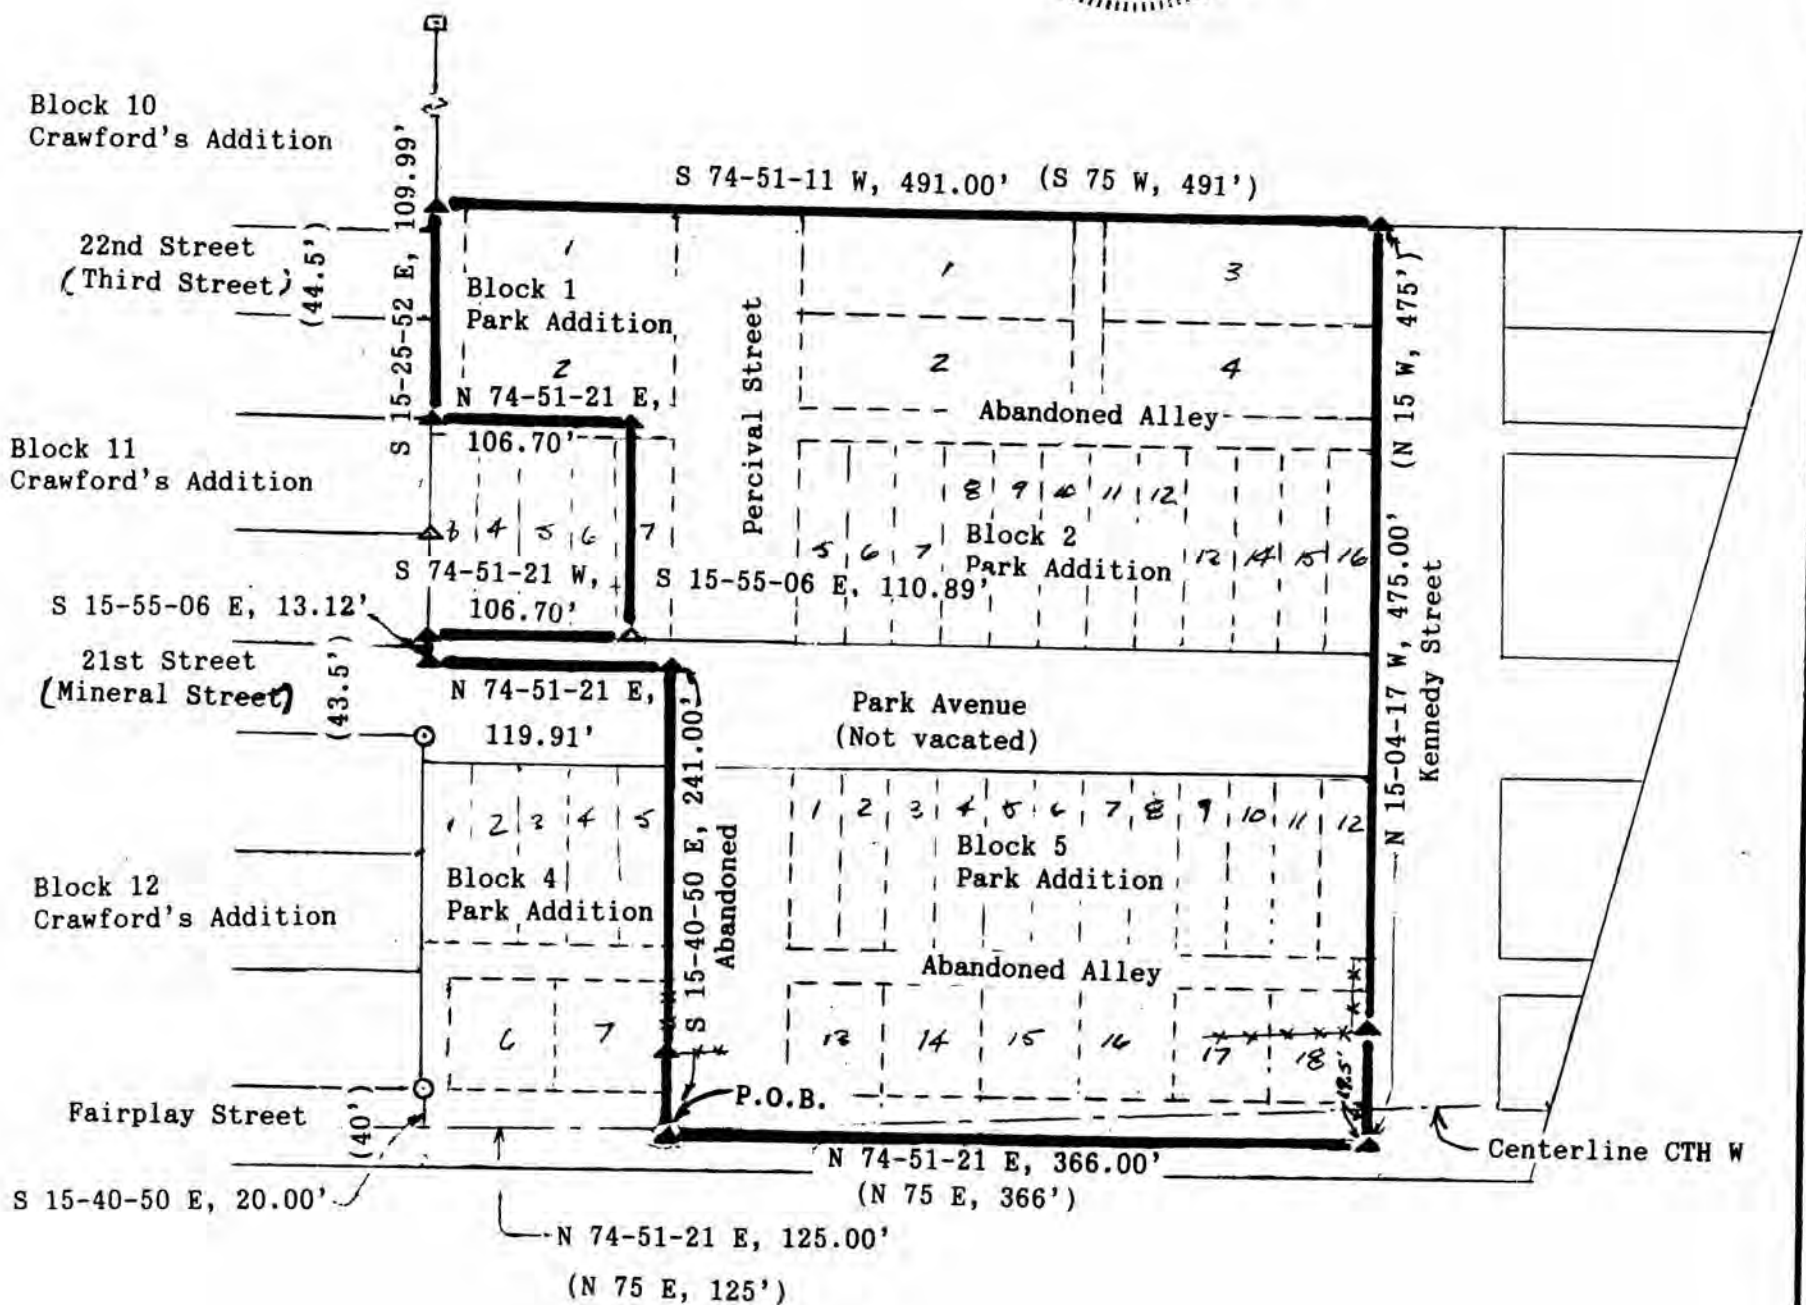 Block 10
Crawford's Addition
S 15-25-52 E, 109.99'
S 74-51-11 W, 491.00' (S 75 W, 491')
22nd Street
(Third Street)
(44.5')
Block 1
Park Addition
1
2
N 74-51-21 E,
106.70'
Percival Street
1
3
2
4
Abandoned Alley
N 15-04-17 W, 475.00' (N 15 W, 475')
Kennedy Street
Block 11
Crawford's Addition
3 4 5 6 7
8 9 10 11 12
Block 2
Park Addition
5 6 7
13 14 15 16
S 74-51-21 W,
106.70'
S 15-55-06 E, 110.89'
S 15-55-06 E, 13.12'
21st Street
(Mineral Street)
(43.5')
N 74-51-21 E,
119.91'
Park Avenue
(Not vacated)
S 15-40-50 E, 241.00'
Abandoned
1 2 3 4 5
Block 4
Park Addition
1 2 3 4 5 6 7 8 9 10 11 12
Block 5
Park Addition
Block 12
Crawford's Addition
Abandoned Alley
6 7
13 14 15 16 17 18
P.O.B.
Fairplay Street
(40')
Centerline CTH W
N 74-51-21 E, 366.00'
(N 75 E, 366')
S 15-40-50 E, 20.00'
N 74-51-21 E, 125.00'
(N 75 E, 125')